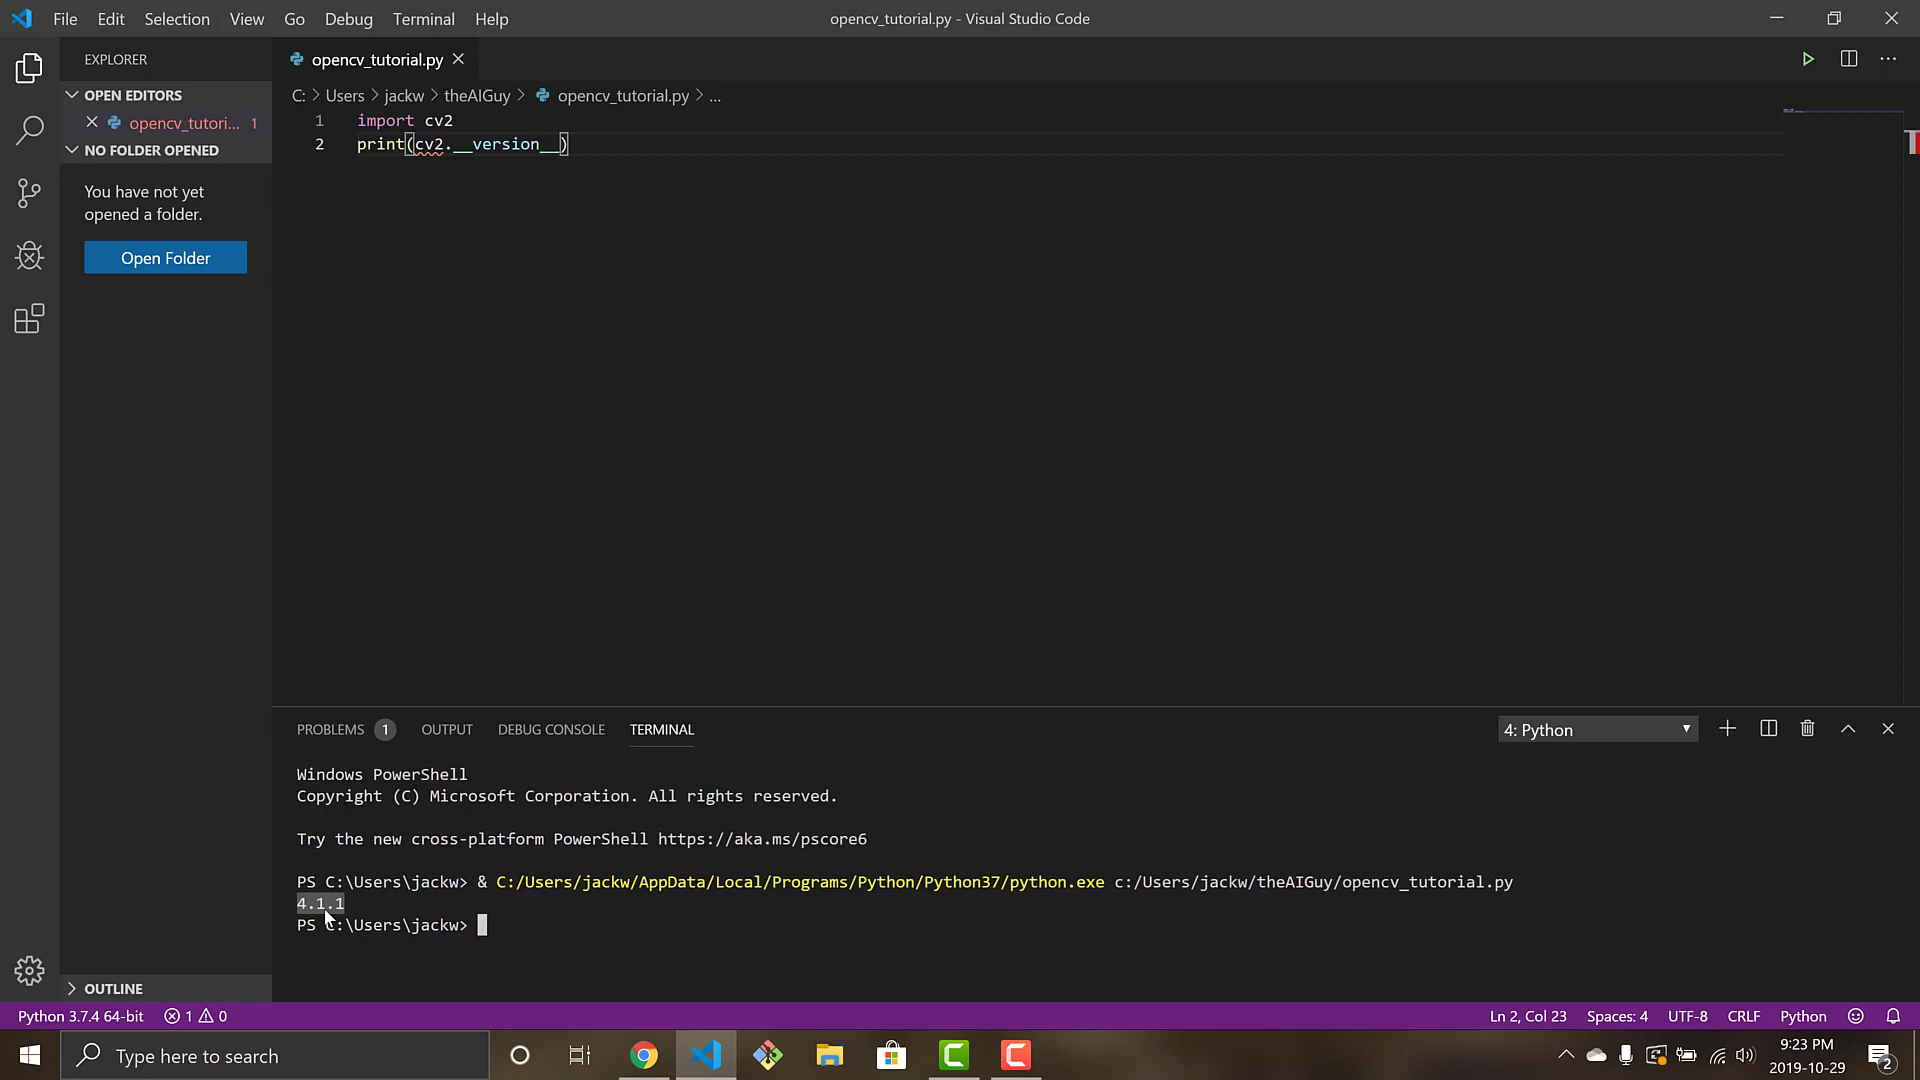 File Edit Selection View Go Debug Terminal Help
opencv_tutorial.py - Visual Studio Code
EXPLORER
opencv_tutorial.py
OPEN EDITORS
opencv_tutori... 1
NO FOLDER OPENED
You have not yet
opened a folder.
Open Folder
C: > Users > jackw > theAIGuy > opencv_tutorial.py > ...
1 import cv2
2 print(cv2.__version__)
PROBLEMS 1 OUTPUT DEBUG CONSOLE TERMINAL
4: Python
Windows PowerShell
Copyright (C) Microsoft Corporation. All rights reserved.
Try the new cross-platform PowerShell https://aka.ms/pscore6
PS C:\Users\jackw> & C:/Users/jackw/AppData/Local/Programs/Python/Python37/python.exe c:/Users/jackw/theAIGuy/opencv_tutorial.py
4.1.1
PS C:\Users\jackw>
OUTLINE
Python 3.7.4 64-bit 1 0
Ln 2, Col 23 Spaces: 4 UTF-8 CRLF Python
Type here to search
9:23 PM
2019-10-29
2